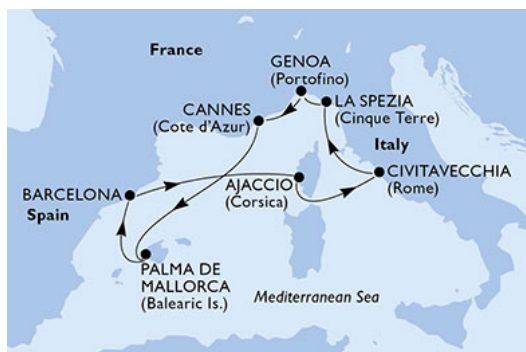 France
GENOA
(Portofino)
LA SPEZIA
(Cinque Terre)
CANNES
(Cote d'Azur)
Italy
CIVITAVECCHIA
(Rome)
AJACCIO
(Corsica)
BARCELONA
Spain
PALMA DE
MALLORCA
(Balearic Is.)
Mediterranean Sea